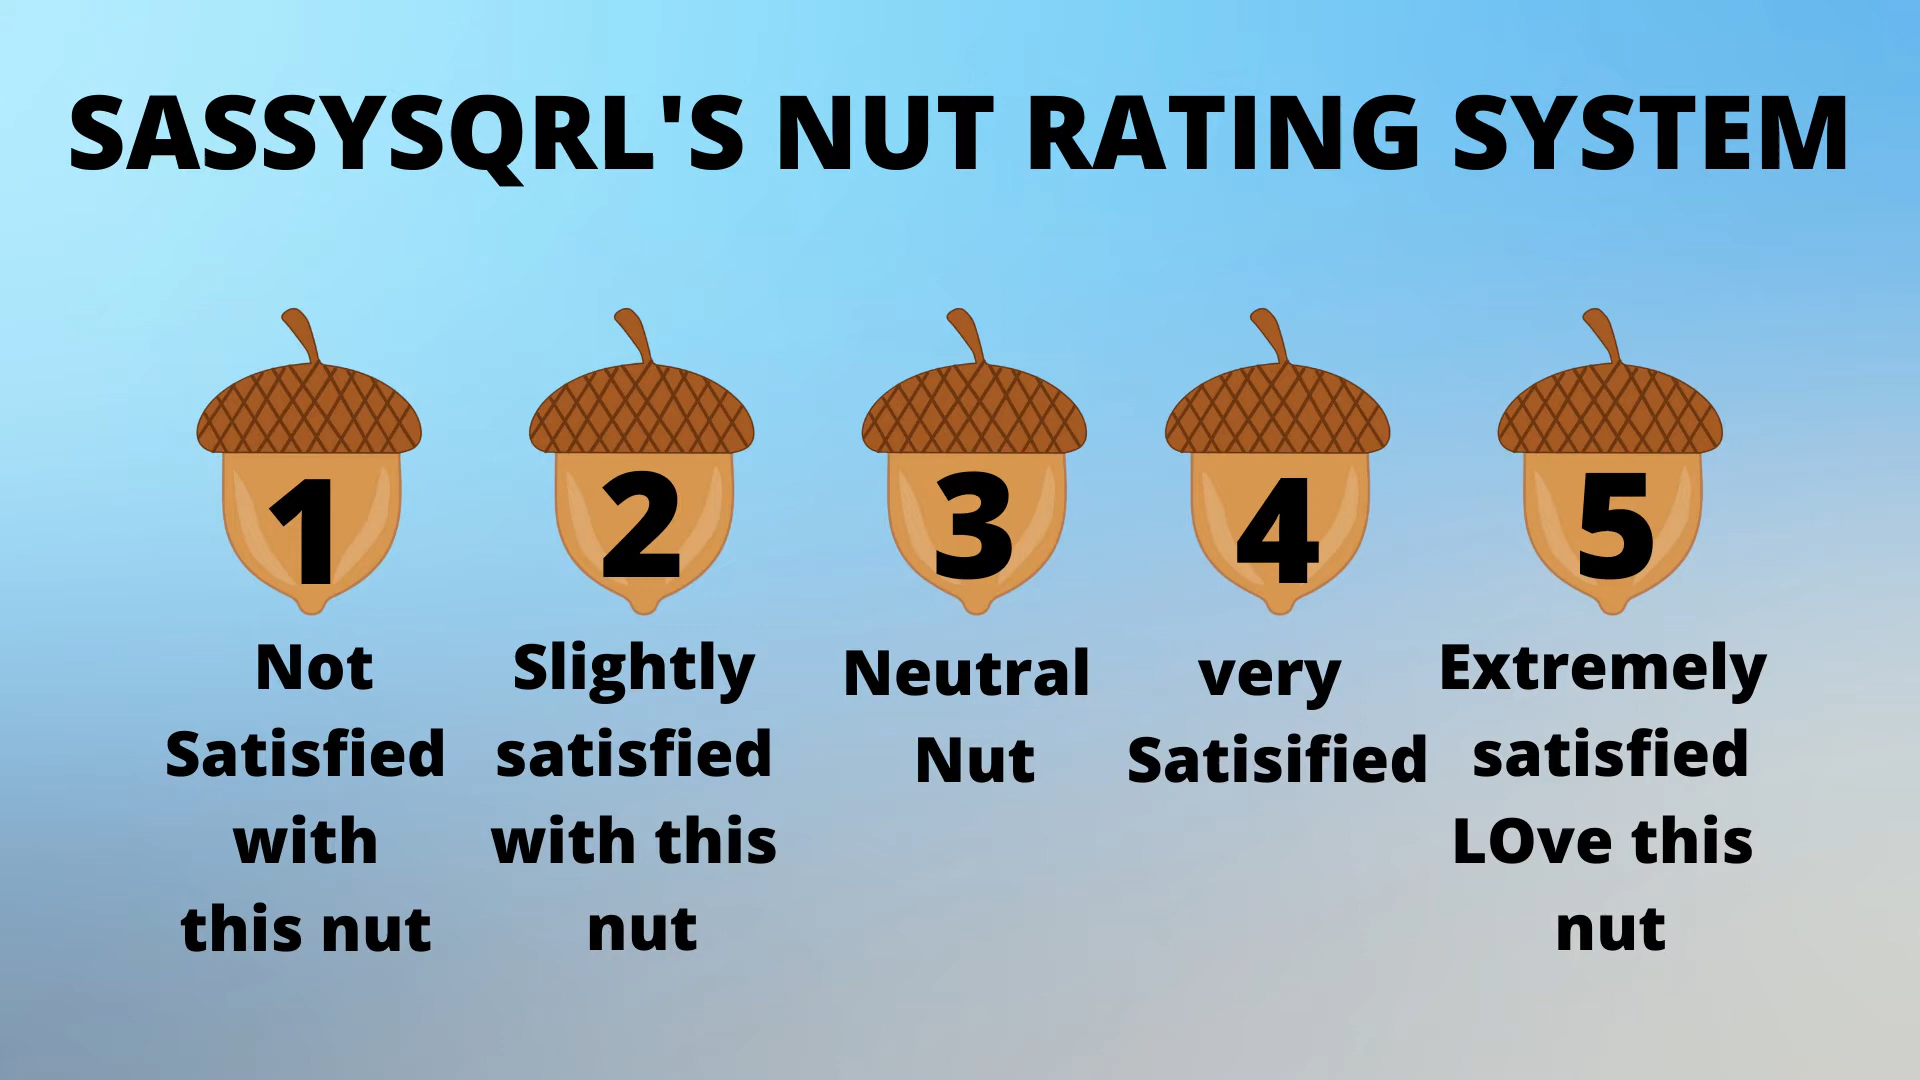 SASSYSQRL'S NUT RATING SYSTEM
1
Not
Satisfied
with
this nut
2
Slightly
satisfied
with this
nut
3
Neutral
Nut
4
very
Satisified
5
Extremely
satisfied
LOve this
nut